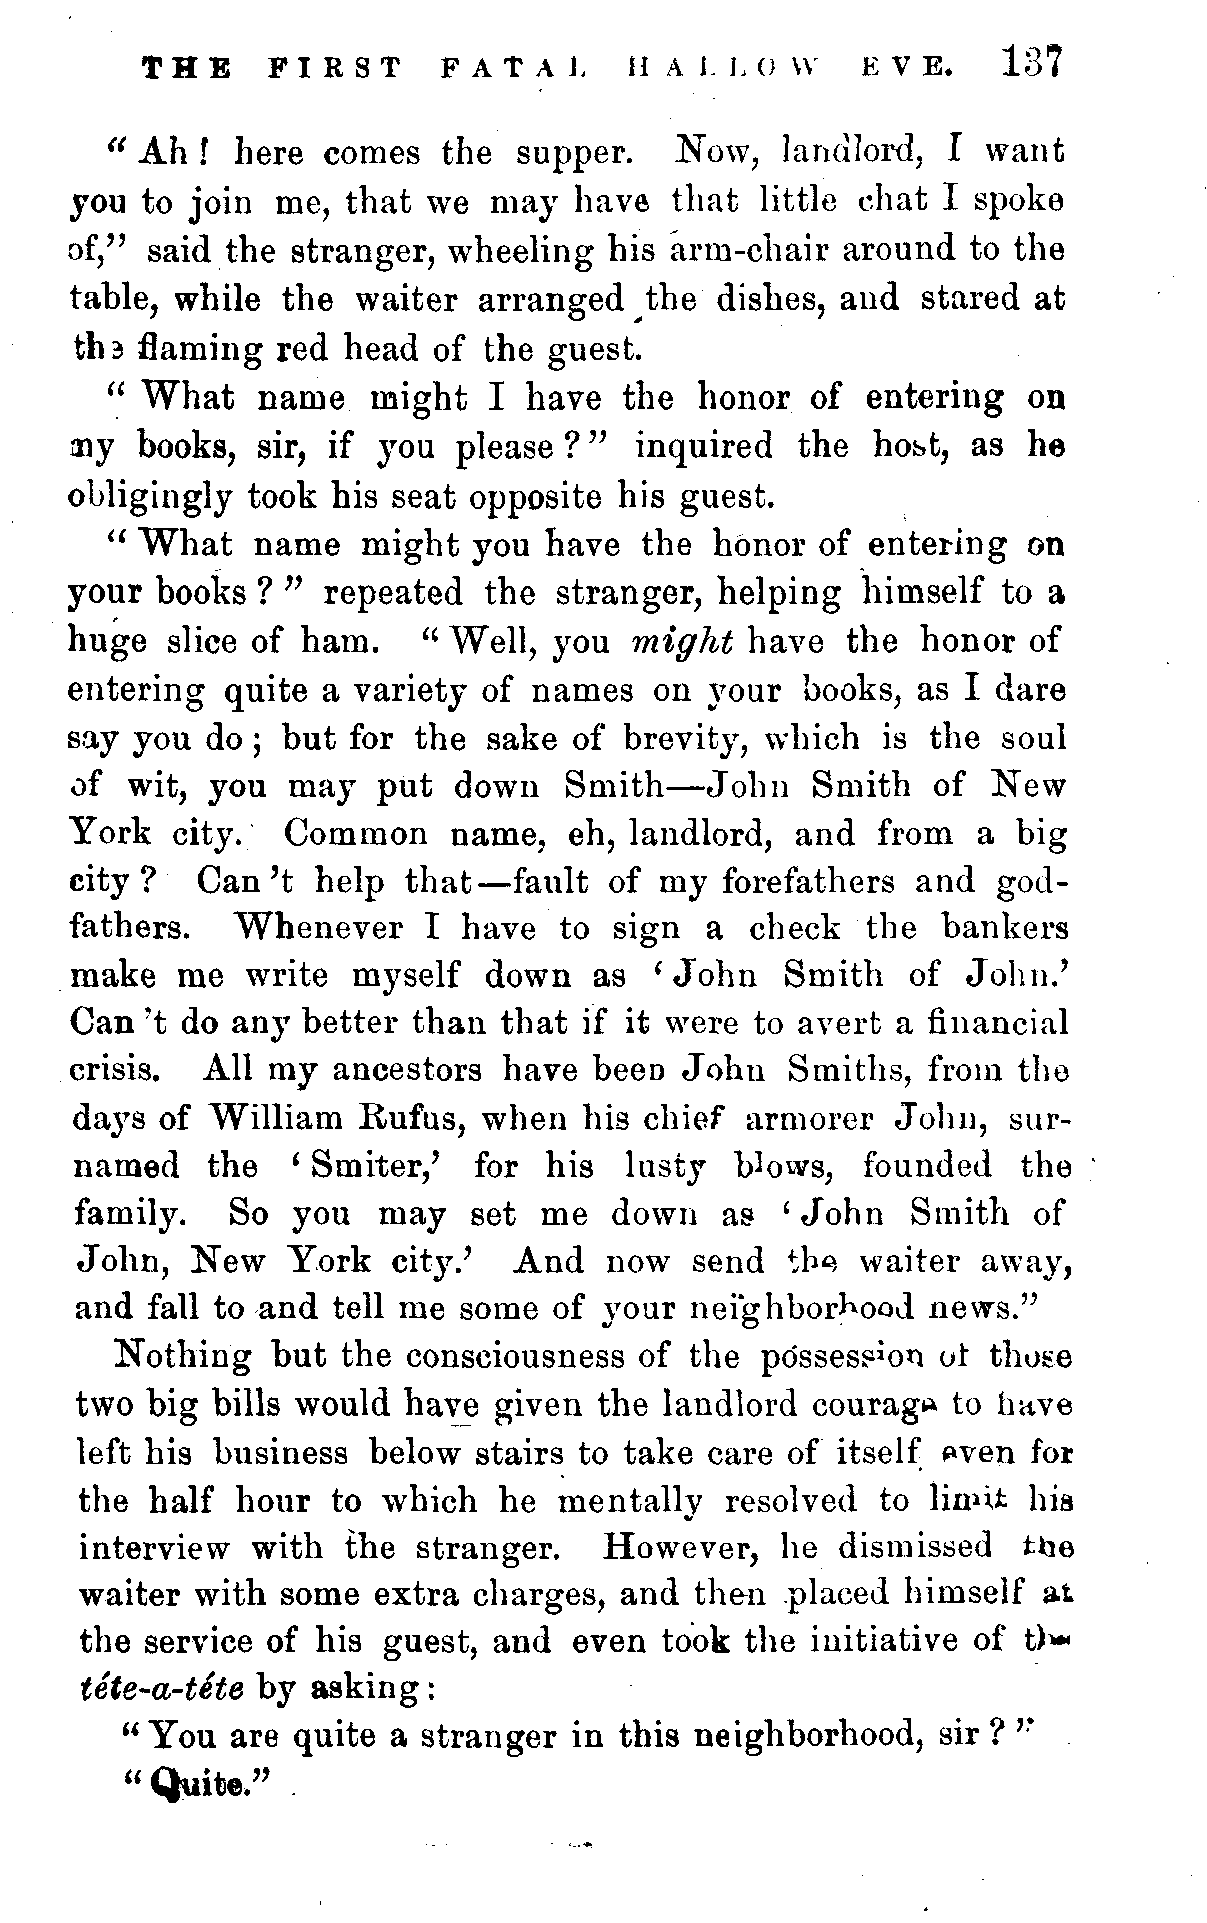 THE FIRST FATAL HALLOW EVE. 137
“Ah! here comes the supper. Now, landlord, I want
you to join me, that we may have that little chat I spoke
of,” said the stranger, wheeling his arm-chair around to the
table, while the waiter arranged the dishes, and stared at
the flaming red head of the guest.
“What name might I have the honor of entering on
my books, sir, if you please?” inquired the host, as he
obligingly took his seat opposite his guest.
“What name might you have the honor of entering on
your books?” repeated the stranger, helping himself to a
huge slice of ham. “Well, you might have the honor of
entering quite a variety of names on your books, as I dare
say you do; but for the sake of brevity, which is the soul
of wit, you may put down Smith—John Smith of New
York city. Common name, eh, landlord, and from a big
city? Can't help that—fault of my forefathers and god-
fathers. Whenever I have to sign a check the bankers
make me write myself down as ‘John Smith of John.’
Can't do any better than that if it were to avert a financial
crisis. All my ancestors have been John Smiths, from the
days of William Rufus, when his chief armorer John, sur-
named the ‘Smiter,’ for his lusty blows, founded the
family. So you may set me down as ‘John Smith of
John, New York city.’ And now send the waiter away,
and fall to and tell me some of your neighborhood news.”
Nothing but the consciousness of the possession of those
two big bills would have given the landlord courage to have
left his business below stairs to take care of itself even for
the half hour to which he mentally resolved to limit his
interview with the stranger. However, he dismissed the
waiter with some extra charges, and then placed himself at
the service of his guest, and even took the initiative of the
téte-a-téte by asking:
“You are quite a stranger in this neighborhood, sir?”
“Quite.”